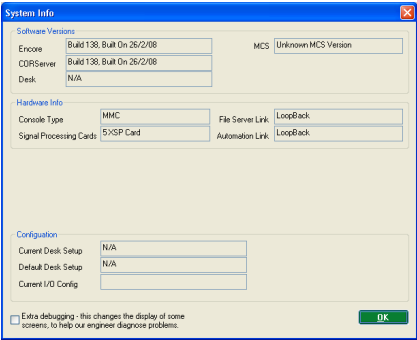 System Info
Software Versions
Encore Build 138, Built On 26/2/08 MCS Unknown MCS Version
CORServer Build 138, Built On 26/2/08
Desk N/A
Hardware Info
Console Type MMC File Server Link LoopBack
Signal Processing Cards 5 XSP Card Automation Link LoopBack
Configuation
Current Desk Setup N/A
Default Desk Setup N/A
Current I/O Config
Extra debugging - this changes the display of some
screens, to help our engineer diagnose problems.
OK